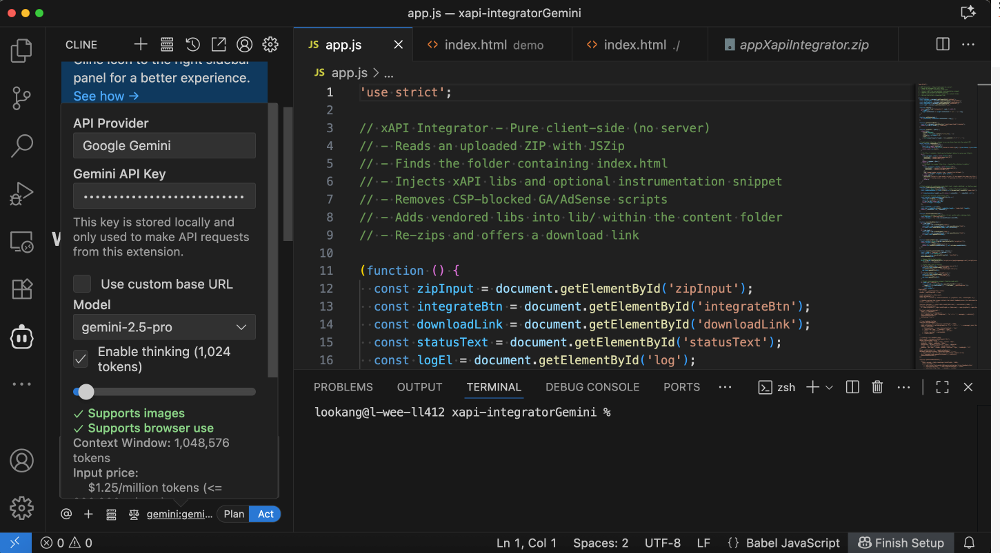 app.js — xapi-integratorGemini
CLINE
Cline icon to the right sidebar
panel for a better experience.
See how →
API Provider
Google Gemini
Gemini API Key
••••••••••••••••••••••••••••
This key is stored locally and
only used to make API requests
from this extension.
Use custom base URL
Model
gemini-2.5-pro
Enable thinking (1,024
tokens)
Supports images
Supports browser use
Context Window: 1,048,576
tokens
Input price:
$1.25/million tokens (<=
@ + gemini:gemi... Plan Act
JS app.js × <> index.html demo <> index.html ./ appXapiIntegrator.zip
JS app.js > ...
1 'use strict';
2
3 // xAPI Integrator - Pure client-side (no server)
4 // - Reads an uploaded ZIP with JSZip
5 // - Finds the folder containing index.html
6 // - Injects xAPI libs and optional instrumentation snippet
7 // - Removes CSP-blocked GA/AdSense scripts
8 // - Adds vendored libs into lib/ within the content folder
9 // - Re-zips and offers a download link
10
11 (function () {
12 const zipInput = document.getElementById('zipInput');
13 const integrateBtn = document.getElementById('integrateBtn');
14 const downloadLink = document.getElementById('downloadLink');
15 const statusText = document.getElementById('statusText');
16 const logEl = document.getElementById('log');
PROBLEMS OUTPUT TERMINAL DEBUG CONSOLE PORTS ... zsh
lookang@l-wee-ll412 xapi-integratorGemini %
0 0 Ln 1, Col 1 Spaces: 2 UTF-8 LF {} Babel JavaScript Finish Setup